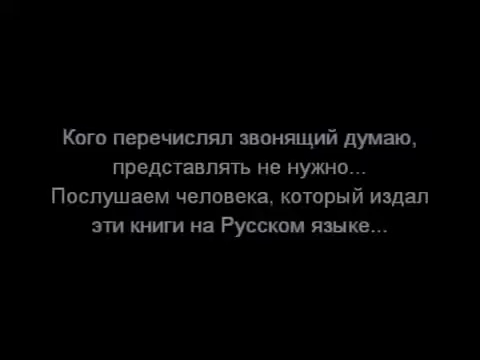 Кого перечислял звонящий думаю,
представлять не нужно...
Послушаем человека, который издал
эти книги на Русском языке...